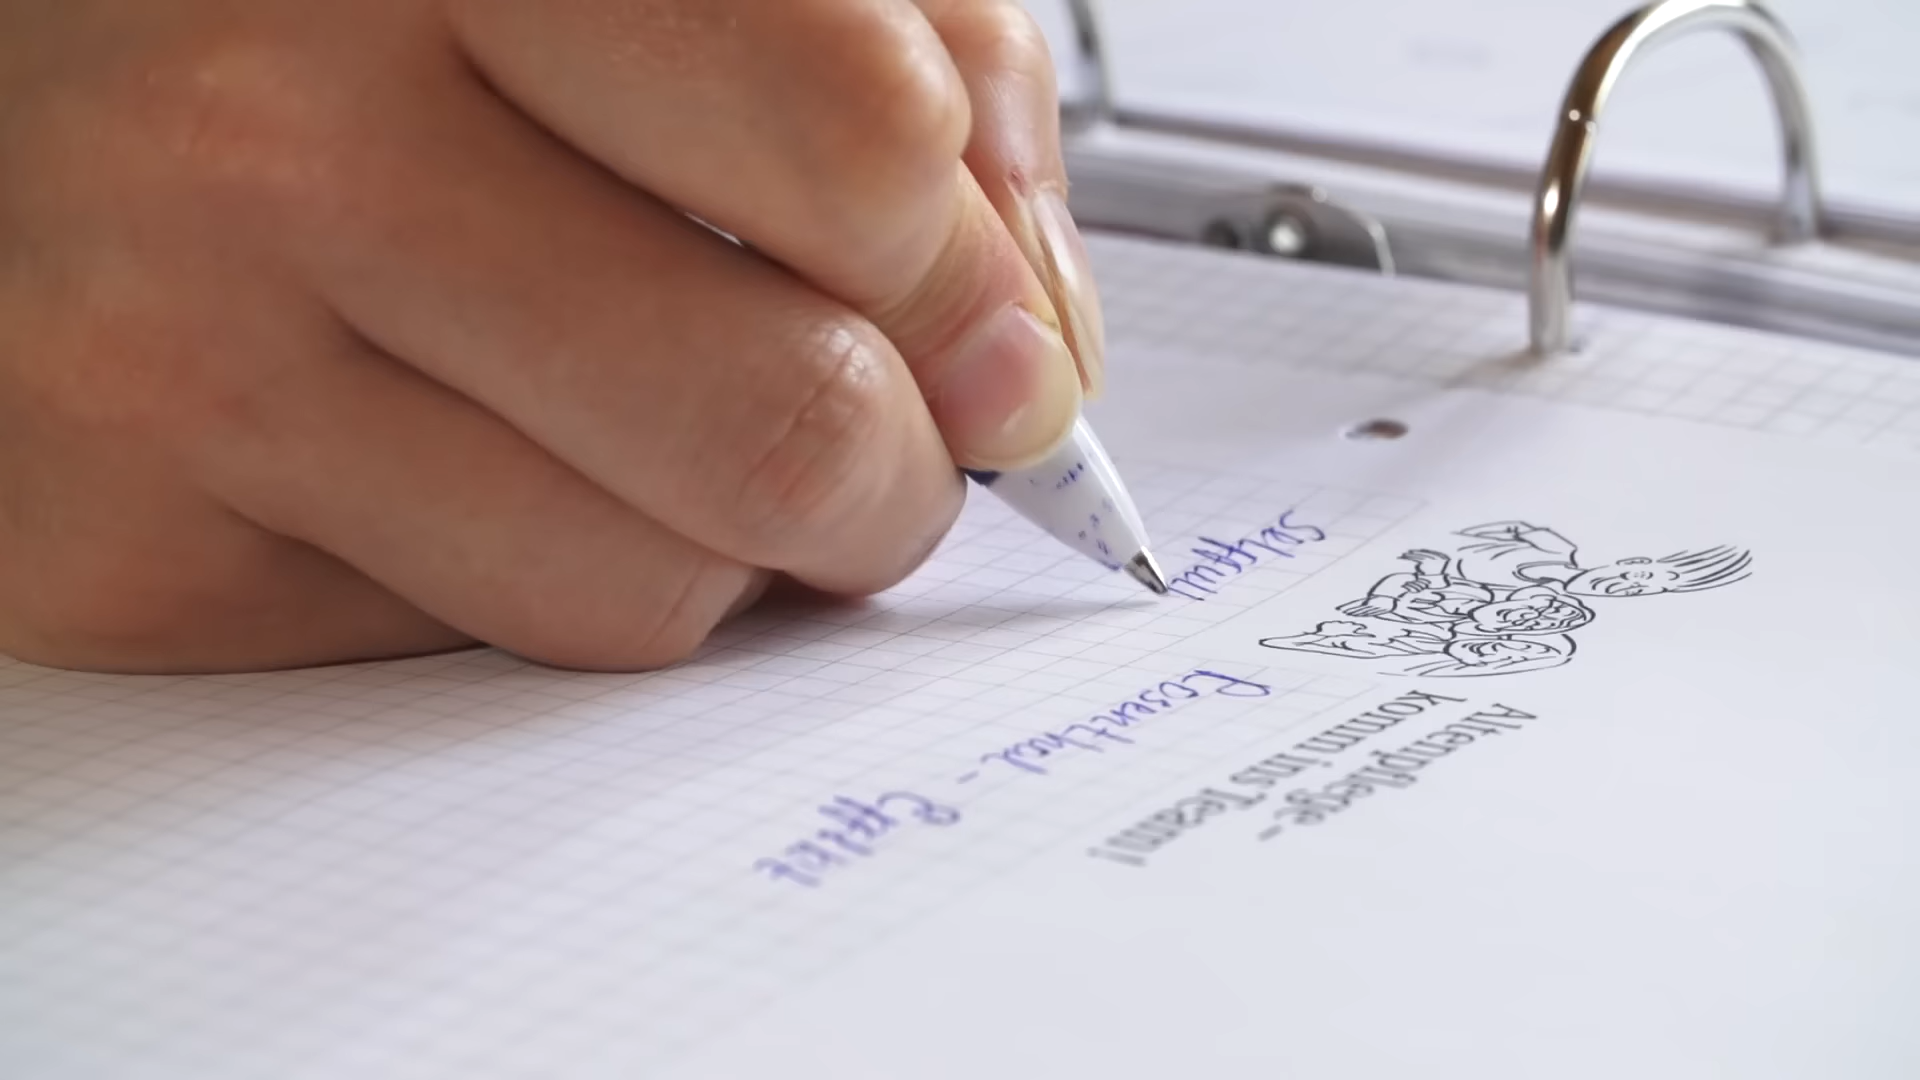 Altenpflege –
komm ins Team!
Rosenthal - Effekt